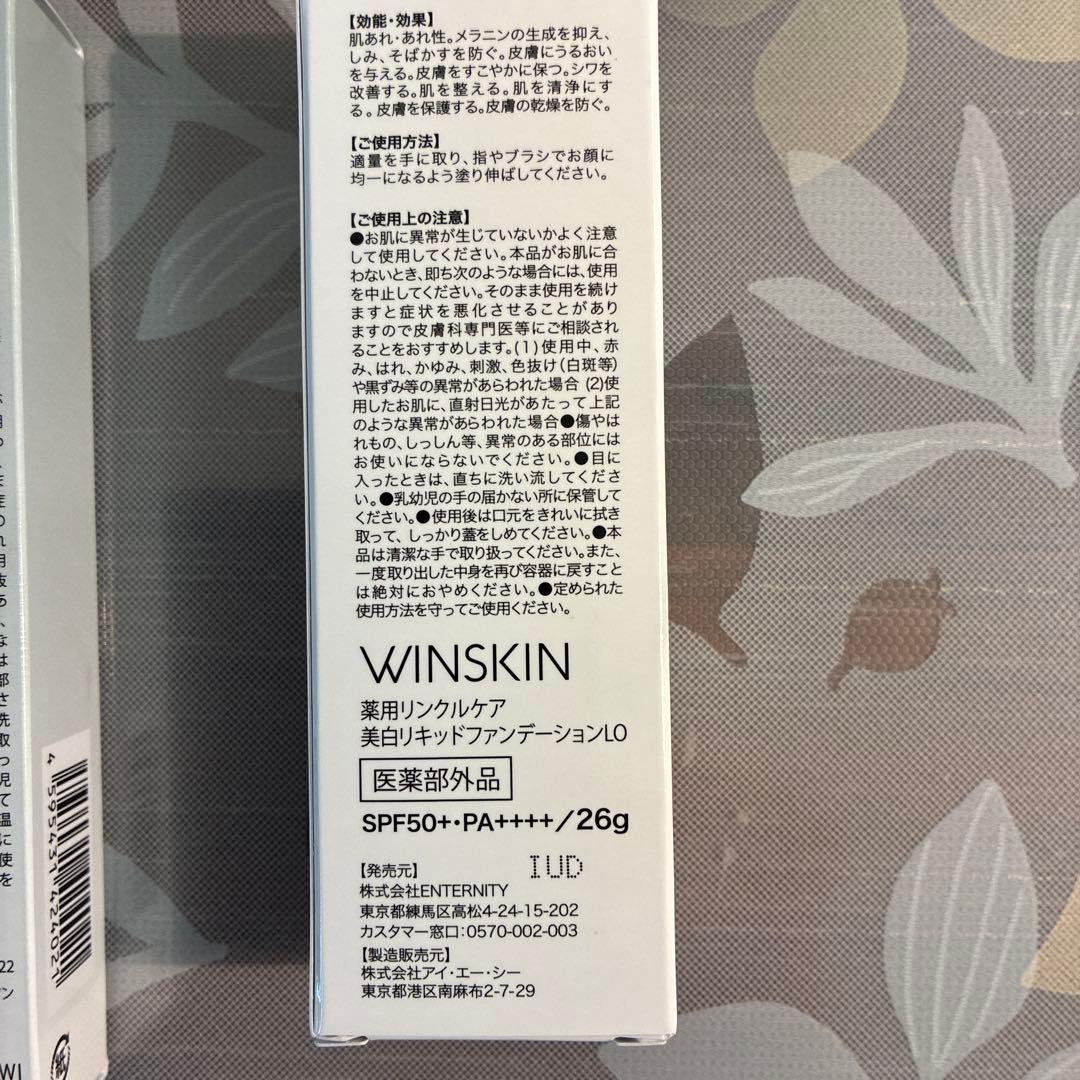 【効能・効果】
肌あれ・あれ性。メラニンの生成を抑え、
しみ、そばかすを防ぐ。皮膚にうるおい
を与える。皮膚をすこやかに保つ。シワを
改善する。肌を整える。肌を清浄にす
る。皮膚を保護する。皮膚の乾燥を防ぐ。
【ご使用方法】
適量を手に取り、指やブラシでお顔に
均一になるよう塗り伸ばしてください。
【ご使用上の注意】
●お肌に異常が生じていないかよく注意
して使用してください。本品がお肌に合
わないとき、即ち次のような場合には、使用
を中止してください。そのまま使用を続け
ますと症状を悪化させることがあり
ますので皮膚科専門医等にご相談され
ることをおすすめします。(1)使用中、赤
み、はれ、かゆみ、刺激、色抜け(白斑等)
や黒ずみ等の異常があらわれた場合 (2)使
用したお肌に、直射日光があたって上記
のような異常があらわれた場合●傷やは
れもの、しっしん等、異常のある部位には
お使いにならないでください。●目に
入ったときは、直ちに洗い流してくださ
い。●乳幼児の手の届かない所に保管して
ください。●使用後は口元をきれいに拭き
取って、しっかり蓋をしめてください。●本
品は清潔な手で取り扱ってください。また、
一度取り出した中身を再び容器に戻すこと
は絶対におやめください。●定められた
使用方法を守ってご使用ください。
WINSKIN
薬用リンクルケア
美白リキッドファンデーションLO
医薬部外品
SPF50+・PA++++/26g
IUD
【発売元】
株式会社ENTERNITY
東京都練馬区高松4-24-15-202
カスタマー窓口:0570-002-003
【製造販売元】
株式会社アイ・エー・シー
東京都港区南麻布2-7-29
4 595431 424021
22
WI